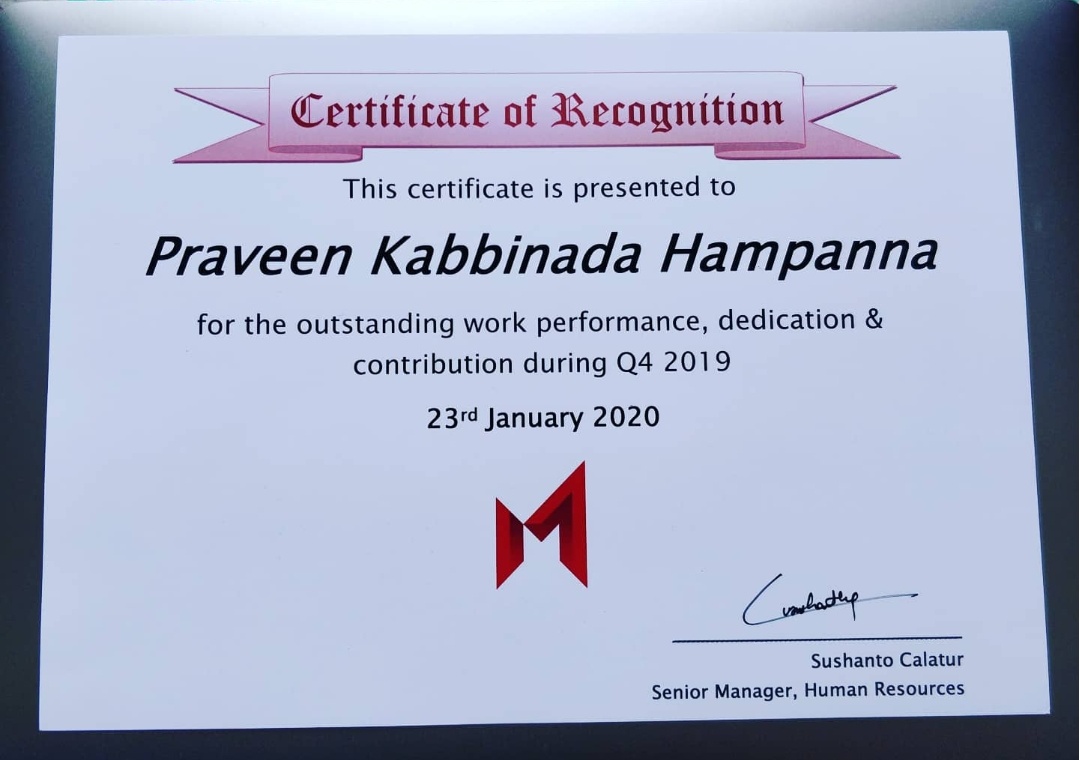 Certificate of Recognition
This certificate is presented to
Praveen Kabbinada Hampanna
for the outstanding work performance, dedication &
contribution during Q4 2019
23rd January 2020
Sushanto Calatur
Senior Manager, Human Resources